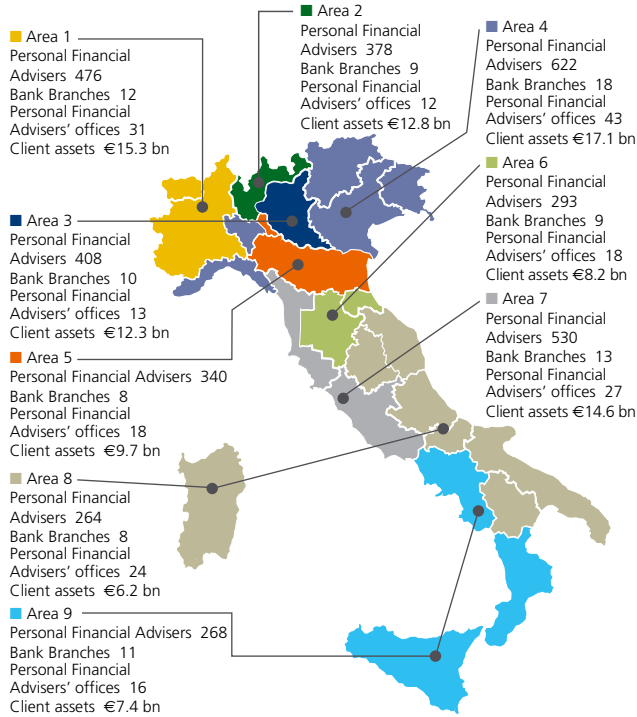 Area 1
Personal Financial
Advisers 476
Bank Branches 12
Personal Financial
Advisers' offices 31
Client assets €15.3 bn
Area 2
Personal Financial
Advisers 378
Bank Branches 9
Personal Financial
Advisers' offices 12
Client assets €12.8 bn
Area 4
Personal Financial
Advisers 622
Bank Branches 18
Personal Financial
Advisers' offices 43
Client assets €17.1 bn
Area 3
Personal Financial
Advisers 408
Bank Branches 10
Personal Financial
Advisers' offices 13
Client assets €12.3 bn
Area 6
Personal Financial
Advisers 293
Bank Branches 9
Personal Financial
Advisers' offices 18
Client assets €8.2 bn
Area 5
Personal Financial Advisers 340
Bank Branches 8
Personal Financial
Advisers' offices 18
Client assets €9.7 bn
Area 7
Personal Financial
Advisers 530
Bank Branches 13
Personal Financial
Advisers' offices 27
Client assets €14.6 bn
Area 8
Personal Financial
Advisers 264
Bank Branches 8
Personal Financial
Advisers' offices 24
Client assets €6.2 bn
Area 9
Personal Financial Advisers 268
Bank Branches 11
Personal Financial
Advisers' offices 16
Client assets €7.4 bn